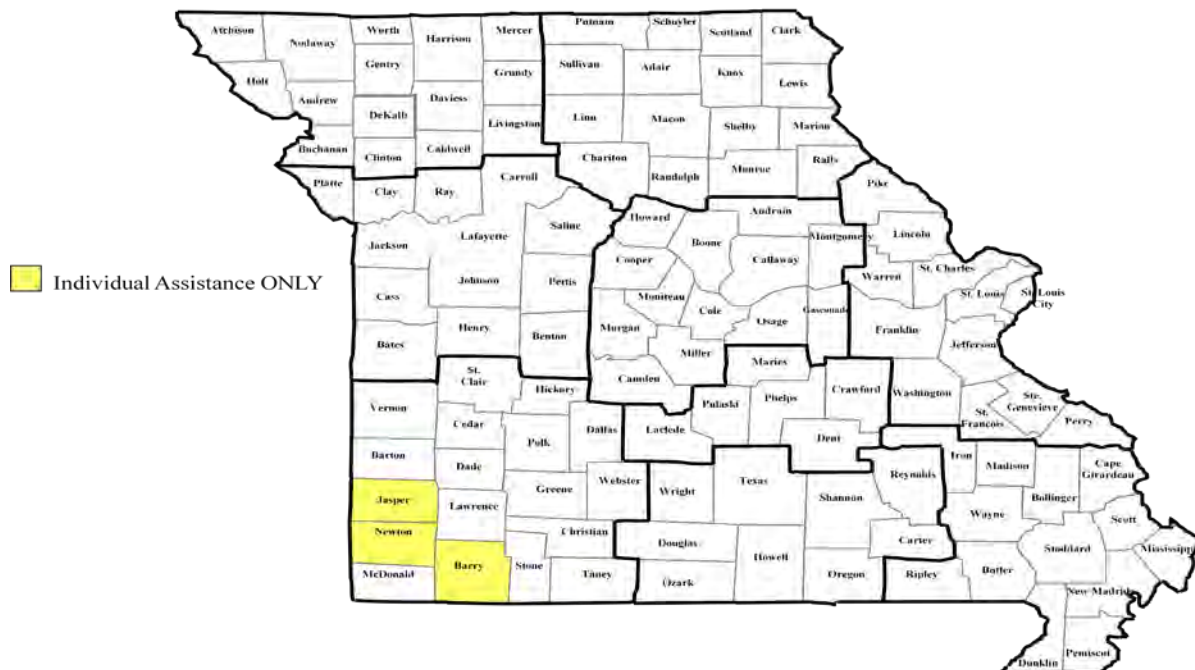 Atchison
Nodaway
Worth
Harrison
Mercer
Putnam
Schuyler
Scotland
Clark
Holt
Gentry
Grundy
Sullivan
Adair
Knox
Lewis
Andrew
DeKalb
Daviess
Livingston
Linn
Macon
Shelby
Marion
Buchanan
Clinton
Caldwell
Chariton
Randolph
Monroe
Ralls
Platte
Clay
Ray
Carroll
Pike
Jackson
Lafayette
Saline
Howard
Boone
Audrain
Callaway
Montgomery
Lincoln
Individual Assistance ONLY
Cass
Johnson
Pettis
Cooper
Moniteau
Cole
Osage
Gasconade
Warren
St. Charles
St. Louis
St. Louis
City
Bates
Henry
Benton
Morgan
Miller
Franklin
Jefferson
St.
Clair
Hickory
Camden
Maries
Crawford
Washington
Ste.
Genevieve
St.
Francois
Perry
Vernon
Cedar
Polk
Dallas
Laclede
Pulaski
Phelps
Dent
Barton
Dade
Greene
Webster
Wright
Texas
Shannon
Reynolds
Iron
Madison
Bollinger
Cape
Girardeau
Jasper
Lawrence
Christian
Newton
Douglas
Howell
Carter
Wayne
Scott
Stoddard
Mississippi
McDonald
Barry
Stone
Taney
Ozark
Oregon
Ripley
Butler
New Madrid
Dunklin
Pemiscot